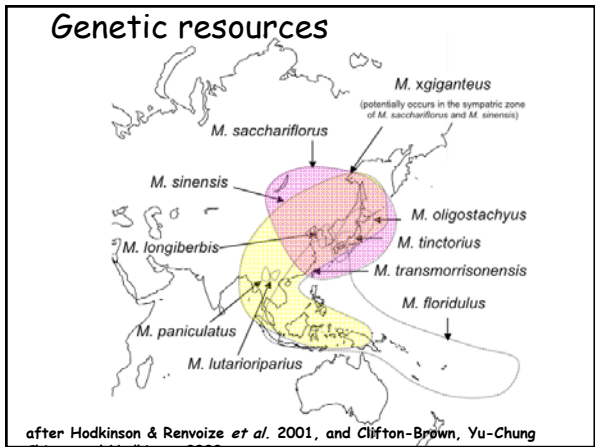 Genetic resources
M. xgiganteus
(potentially occurs in the sympatric zone
of M. sacchariflorus and M. sinensis)
M. sacchariflorus
M. sinensis
M. oligostachyus
M. longiberbis
M. tinctorius
M. transmorrisonensis
M. floridulus
M. paniculatus
M. lutarioriparius
after Hodkinson & Renvoize et al. 2001, and Clifton-Brown, Yu-Chung